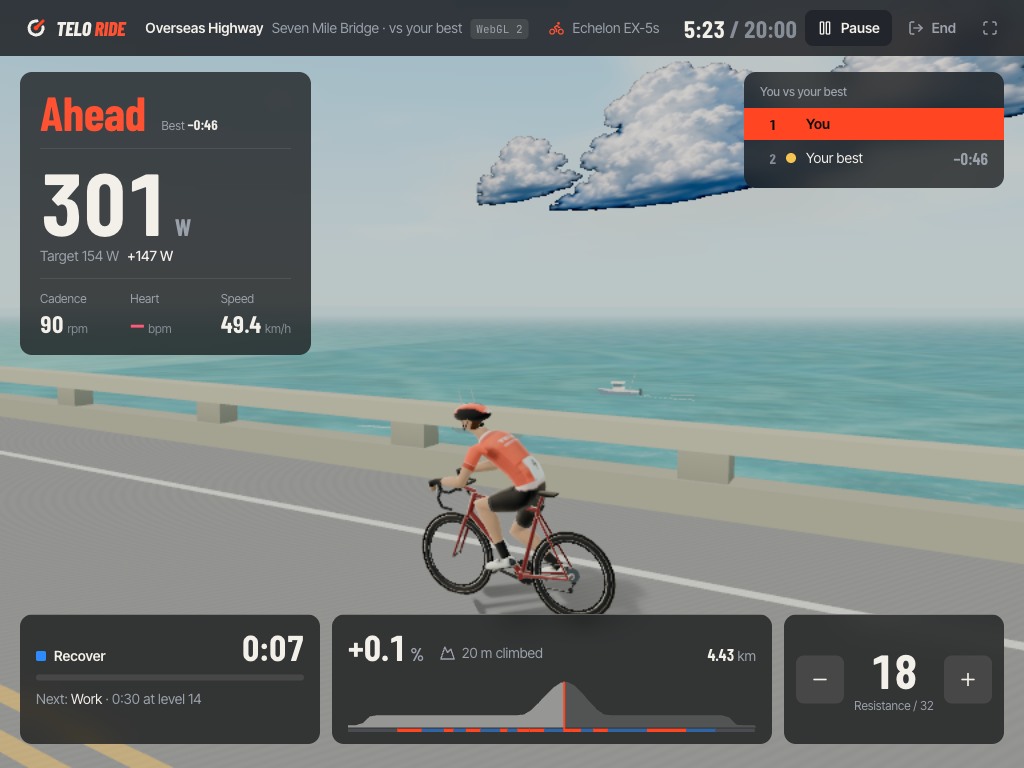 TELO RIDE
Overseas Highway Seven Mile Bridge · vs your best WebGL 2
Echelon EX-5s
5:23 / 20:00
Pause
End
Ahead Best −0:46
301 W
Target 154 W +147 W
Cadence Heart Speed
90 rpm – bpm 49.4 km/h
You vs your best
1 You
2 Your best −0:46
Recover 0:07
Next: Work · 0:30 at level 14
+0.1 % 20 m climbed 4.43 km
− 18 +
Resistance / 32